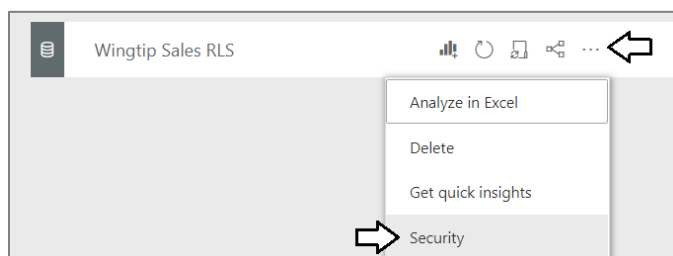 Wingtip Sales RLS
Analyze in Excel
Delete
Get quick insights
Security